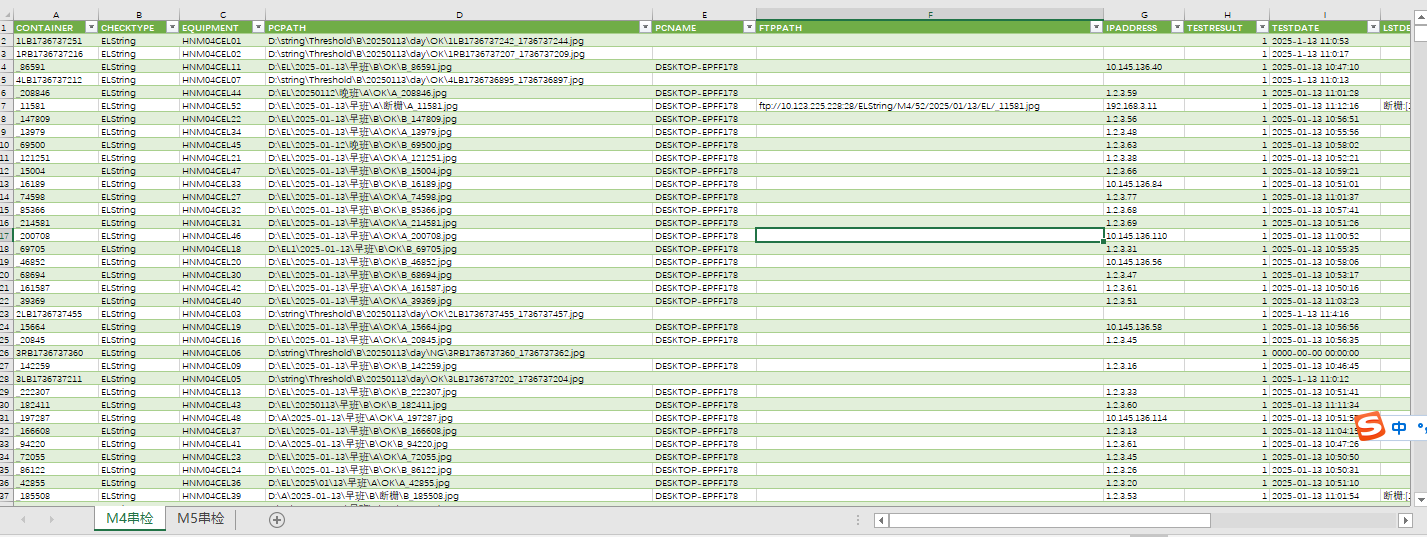 A B C D E F G H I
1 CONTAINER CHECKTYPE EQUIPMENT PCPATH PCNAME FTPPATH IPADDRESS TESTRESULT TESTDATE LSTDE
2 1LB1736737251 ELString HNM04CEL01 D:\string\Threshold\B\20250113\day\OK\1LB1736737242_1736737244.jpg 1 2025-1-13 11:0:53
3 1RB1736737216 ELString HNM04CEL02 D:\string\Threshold\B\20250113\day\OK\1RB1736737207_1736737209.jpg 1 2025-1-13 11:0:17
4 _86591 ELString HNM04CEL11 D:\EL\2025-01-13\早班\B\OK\B_86591.jpg DESKTOP-EPFF178 10.145.136.40 1 2025-01-13 10:47:10
5 4LB1736737212 ELString HNM04CEL07 D:\string\Threshold\B\20250113\day\OK\4LB1736736895_1736736897.jpg 1 2025-1-13 11:0:13
6 _208846 ELString HNM04CEL44 D:\EL\20250112\晚班\A\OK\A_208846.jpg DESKTOP-EPFF178 1.2.3.59 1 2025-01-13 11:01:28
7 _11581 ELString HNM04CEL52 D:\EL\2025-01-13\早班\A\断栅\A_11581.jpg DESKTOP-EPFF178 ftp://10.123.225.228:28/ELString/M4/52/2025/01/13/EL/_11581.jpg 192.168.3.11 1 2025-01-13 11:12:16 断栅:[
8 _147809 ELString HNM04CEL22 D:\EL\2025-01-13\早班\B\OK\B_147809.jpg DESKTOP-EPFF178 1.2.3.56 1 2025-01-13 10:56:51
9 _13979 ELString HNM04CEL34 D:\EL\2025-01-13\早班\A\OK\A_13979.jpg DESKTOP-EPFF178 1.2.3.48 1 2025-01-13 10:55:56
10 _69500 ELString HNM04CEL45 D:\EL\2025-01-12\晚班\B\OK\B_69500.jpg DESKTOP-EPFF178 1.2.3.63 1 2025-01-13 10:58:02
11 _121251 ELString HNM04CEL21 D:\EL\2025-01-13\早班\A\OK\A_121251.jpg DESKTOP-EPFF178 1.2.3.38 1 2025-01-13 10:52:21
12 _15004 ELString HNM04CEL47 D:\EL\2025-01-13\早班\B\OK\B_15004.jpg DESKTOP-EPFF178 1.2.3.66 1 2025-01-13 10:59:21
13 _16189 ELString HNM04CEL33 D:\EL\2025-01-13\早班\B\OK\B_16189.jpg DESKTOP-EPFF178 10.145.136.84 1 2025-01-13 10:51:01
14 _74598 ELString HNM04CEL27 D:\EL\2025-01-13\早班\A\OK\A_74598.jpg DESKTOP-EPFF178 1.2.3.77 1 2025-01-13 11:01:37
15 _85366 ELString HNM04CEL32 D:\EL\2025-01-13\早班\B\OK\B_85366.jpg DESKTOP-EPFF178 1.2.3.68 1 2025-01-13 10:57:41
16 _214581 ELString HNM04CEL31 D:\EL\2025-01-13\早班\A\OK\A_214581.jpg DESKTOP-EPFF178 1.2.3.69 1 2025-01-13 10:51:26
17 _200708 ELString HNM04CEL46 D:\EL\2025-01-13\早班\A\OK\A_200708.jpg DESKTOP-EPFF178 10.145.136.110 1 2025-01-13 11:00:52
18 _69705 ELString HNM04CEL18 D:\EL1\2025-01-13\早班\B\OK\B_69705.jpg DESKTOP-EPFF178 1.2.3.31 1 2025-01-13 10:55:35
19 _46852 ELString HNM04CEL20 D:\EL\2025-01-13\早班\B\OK\B_46852.jpg DESKTOP-EPFF178 10.145.136.56 1 2025-01-13 10:58:06
20 _68694 ELString HNM04CEL30 D:\EL\2025-01-13\早班\B\OK\B_68694.jpg DESKTOP-EPFF178 1.2.3.47 1 2025-01-13 10:53:17
21 _161587 ELString HNM04CEL42 D:\EL\2025-01-13\早班\A\OK\A_161587.jpg DESKTOP-EPFF178 1.2.3.61 1 2025-01-13 10:50:16
22 _39369 ELString HNM04CEL40 D:\EL\2025-01-13\早班\A\OK\A_39369.jpg DESKTOP-EPFF178 1.2.3.51 1 2025-01-13 11:03:23
23 2LB1736737455 ELString HNM04CEL03 D:\string\Threshold\B\20250113\day\OK\2LB1736737455_1736737457.jpg 1 2025-1-13 11:4:16
24 _15664 ELString HNM04CEL19 D:\EL\2025-01-13\早班\A\OK\A_15664.jpg DESKTOP-EPFF178 10.145.136.58 1 2025-01-13 10:56:56
25 _20845 ELString HNM04CEL16 D:\EL\2025-01-13\早班\A\OK\A_20845.jpg DESKTOP-EPFF178 1.2.3.45 1 2025-01-13 10:56:35
26 3RB1736737360 ELString HNM04CEL06 D:\string\Threshold\B\20250113\day\NG\3RB1736737360_1736737362.jpg 1 0000-00-00 00:00:00
27 _142259 ELString HNM04CEL09 D:\EL\2025-01-13\早班\B\OK\B_142259.jpg DESKTOP-EPFF178 1.2.3.16 1 2025-01-13 10:46:45
28 3LB1736737211 ELString HNM04CEL05 D:\string\Threshold\B\20250113\day\OK\3LB1736737202_1736737204.jpg 1 2025-1-13 11:0:12
29 _222307 ELString HNM04CEL13 D:\EL\2025-01-13\早班\B\OK\B_222307.jpg DESKTOP-EPFF178 1.2.3.33 1 2025-01-13 10:51:41
30 _182411 ELString HNM04CEL43 D:\EL\20250113\早班\B\OK\B_182411.jpg DESKTOP-EPFF178 1.2.3.60 1 2025-01-13 11:11:34
31 _197287 ELString HNM04CEL48 D:\A\2025-01-13\早班\A\OK\A_197287.jpg DESKTOP-EPFF178 10.145.136.114 1 2025-01-13 10:51:5
32 _166608 ELString HNM04CEL37 D:\EL\2025-01-13\早班\B\OK\B_166608.jpg DESKTOP-EPFF178 1.2.3.13 1 2025-01-13 11:04:15
33 _94220 ELString HNM04CEL41 D:\A\2025-01-13\早班\B\OK\B_94220.jpg DESKTOP-EPFF178 1.2.3.61 1 2025-01-13 10:47:26
34 _72055 ELString HNM04CEL23 D:\EL\2025-01-13\早班\A\OK\A_72055.jpg DESKTOP-EPFF178 1.2.3.45 1 2025-01-13 10:50:50
35 _86122 ELString HNM04CEL24 D:\EL\2025-01-13\早班\B\OK\B_86122.jpg DESKTOP-EPFF178 1.2.3.26 1 2025-01-13 10:50:31
36 _42855 ELString HNM04CEL36 D:\EL\2025\01\13\早班\A\OK\A_42855.jpg DESKTOP-EPFF178 1.2.3.20 1 2025-01-13 10:51:10
37 _185508 ELString HNM04CEL39 D:\A\2025-01-13\早班\B\断栅\B_185508.jpg DESKTOP-EPFF178 1.2.3.53 1 2025-01-13 11:01:54 断栅:[
S 中
M4串检 M5串检